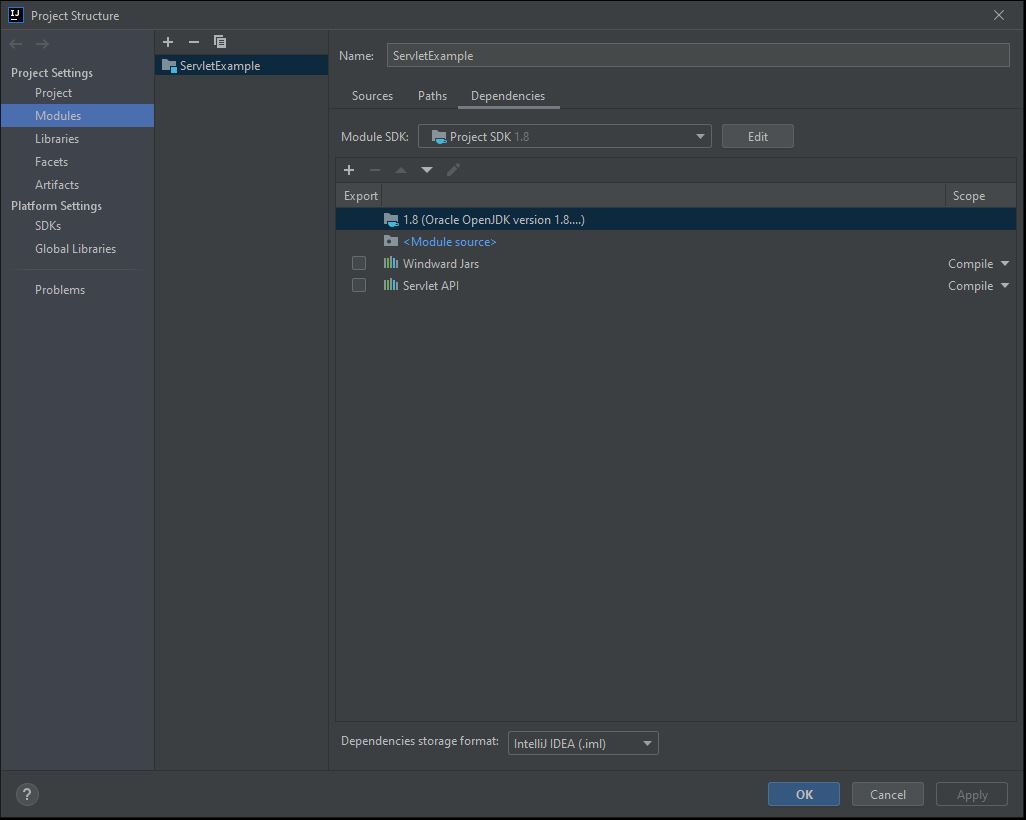 IJ Project Structure
Project Settings
Project
Modules
Libraries
Facets
Artifacts
Platform Settings
SDKs
Global Libraries
Problems
ServletExample
Name: ServletExample
Sources Paths Dependencies
Module SDK: Project SDK 1.8 Edit
Export Scope
1.8 (Oracle OpenJDK version 1.8....)
<Module source>
Windward Jars Compile
Servlet API Compile
Dependencies storage format: IntelliJ IDEA (.iml)
? OK Cancel Apply